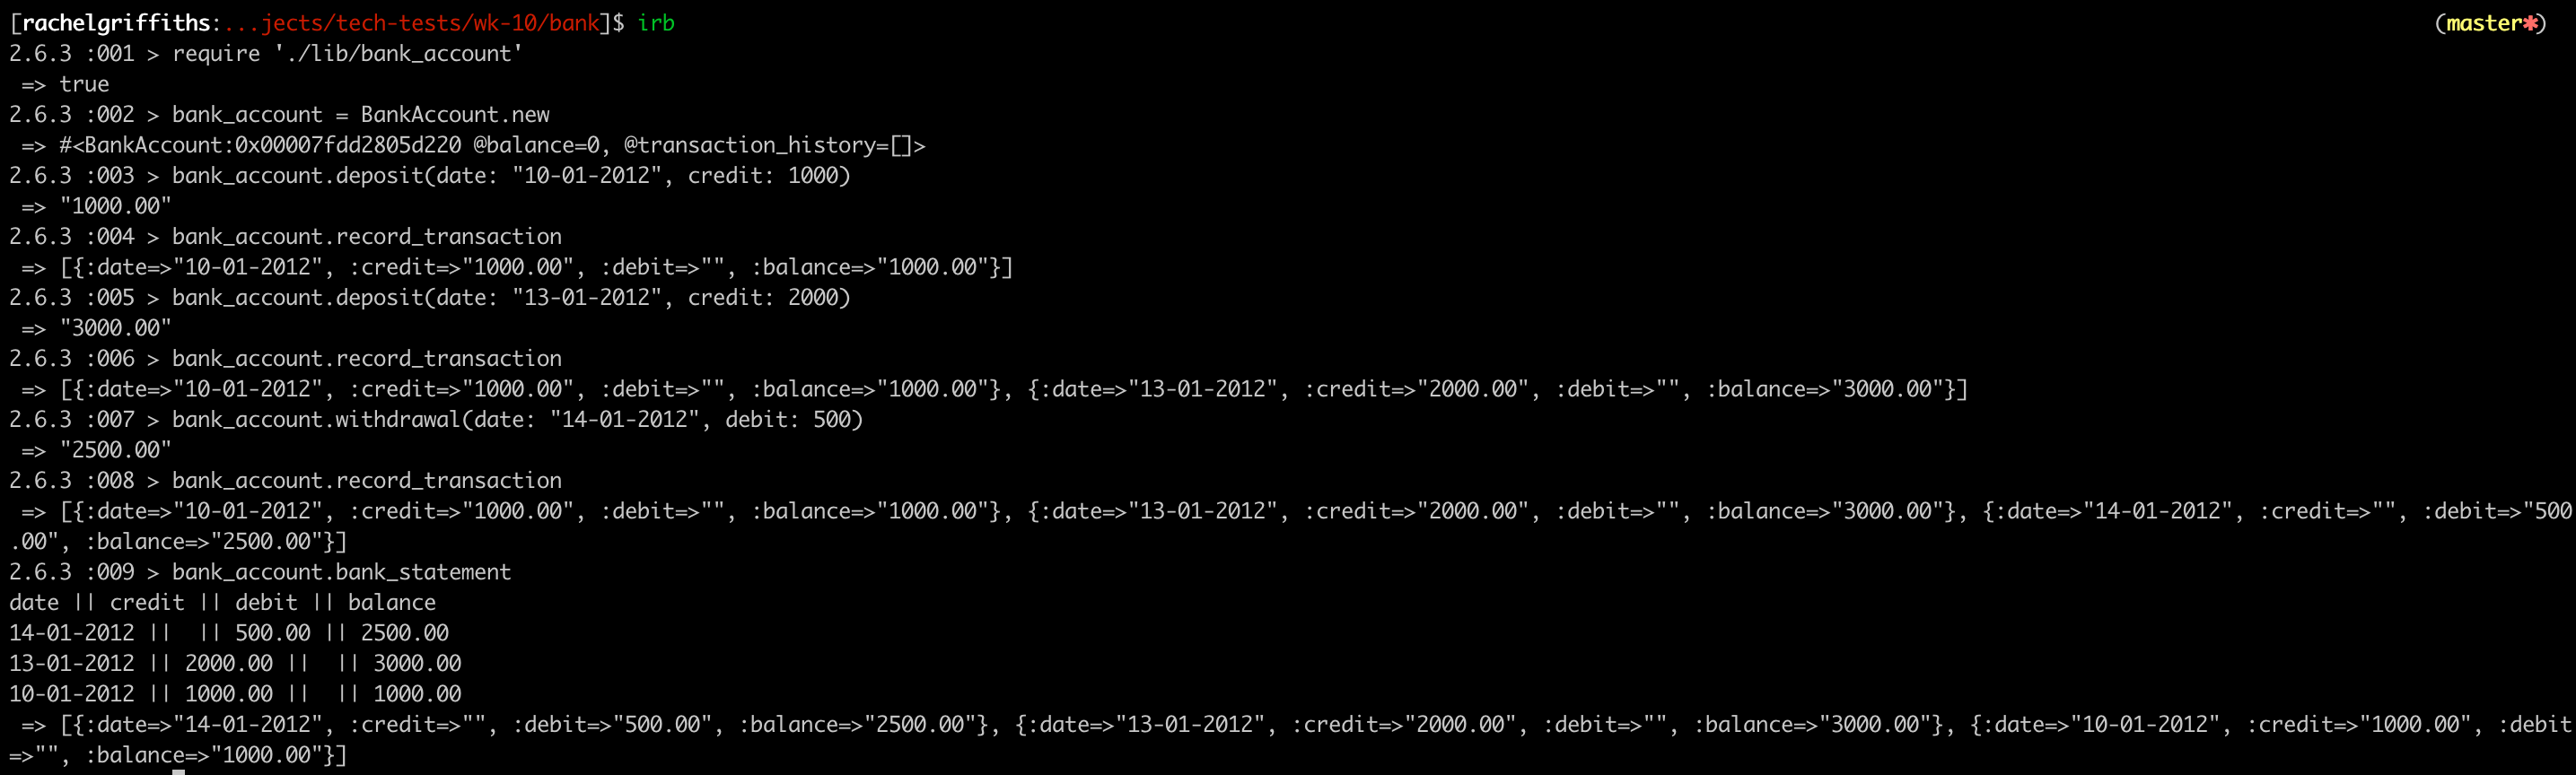 [rachelgriffiths:...jects/tech-tests/wk-10/bank]$ irb (master✱)
2.6.3 :001 > require './lib/bank_account'
 => true
2.6.3 :002 > bank_account = BankAccount.new
 => #<BankAccount:0x00007fdd2805d220 @balance=0, @transaction_history=[]>
2.6.3 :003 > bank_account.deposit(date: "10-01-2012", credit: 1000)
 => "1000.00"
2.6.3 :004 > bank_account.record_transaction
 => [{:date=>"10-01-2012", :credit=>"1000.00", :debit=>"", :balance=>"1000.00"}]
2.6.3 :005 > bank_account.deposit(date: "13-01-2012", credit: 2000)
 => "3000.00"
2.6.3 :006 > bank_account.record_transaction
 => [{:date=>"10-01-2012", :credit=>"1000.00", :debit=>"", :balance=>"1000.00"}, {:date=>"13-01-2012", :credit=>"2000.00", :debit=>"", :balance=>"3000.00"}]
2.6.3 :007 > bank_account.withdrawal(date: "14-01-2012", debit: 500)
 => "2500.00"
2.6.3 :008 > bank_account.record_transaction
 => [{:date=>"10-01-2012", :credit=>"1000.00", :debit=>"", :balance=>"1000.00"}, {:date=>"13-01-2012", :credit=>"2000.00", :debit=>"", :balance=>"3000.00"}, {:date=>"14-01-2012", :credit=>"", :debit=>"500
.00", :balance=>"2500.00"}]
2.6.3 :009 > bank_account.bank_statement
date || credit || debit || balance
14-01-2012 ||  || 500.00 || 2500.00
13-01-2012 || 2000.00 ||  || 3000.00
10-01-2012 || 1000.00 ||  || 1000.00
 => [{:date=>"14-01-2012", :credit=>"", :debit=>"500.00", :balance=>"2500.00"}, {:date=>"13-01-2012", :credit=>"2000.00", :debit=>"", :balance=>"3000.00"}, {:date=>"10-01-2012", :credit=>"1000.00", :debit
=>"", :balance=>"1000.00"}]